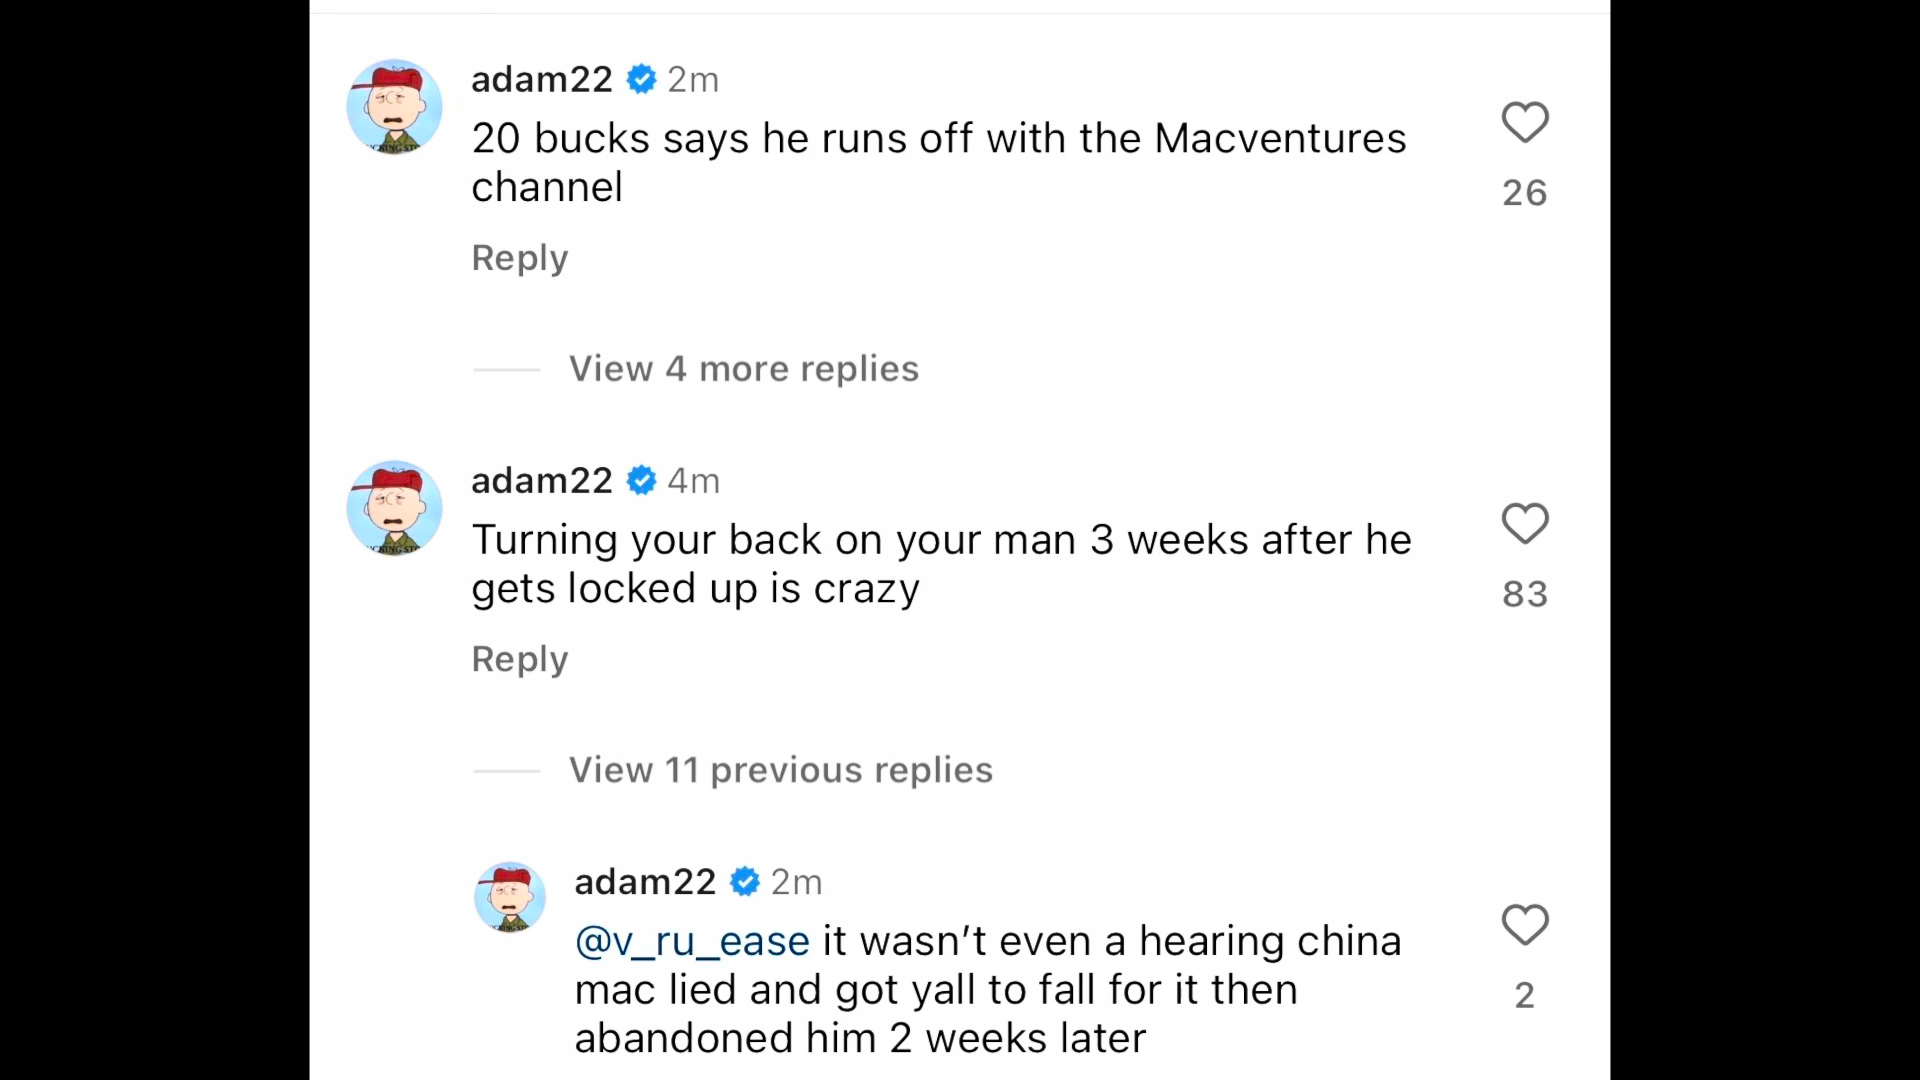 adam22 2m
20 bucks says he runs off with the Macventures
channel
26
Reply
View 4 more replies
adam22 4m
Turning your back on your man 3 weeks after he
gets locked up is crazy
83
Reply
View 11 previous replies
adam22 2m
@v_ru_ease it wasn’t even a hearing china
mac lied and got yall to fall for it then
2
abandoned him 2 weeks later